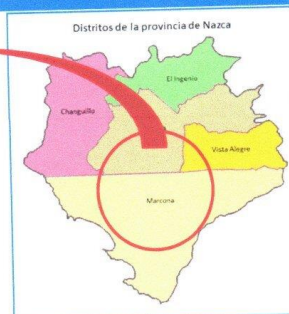 Distritos de la provincia de Nazca
El Ingenio
Changuillo
Vista Alegre
Marcona